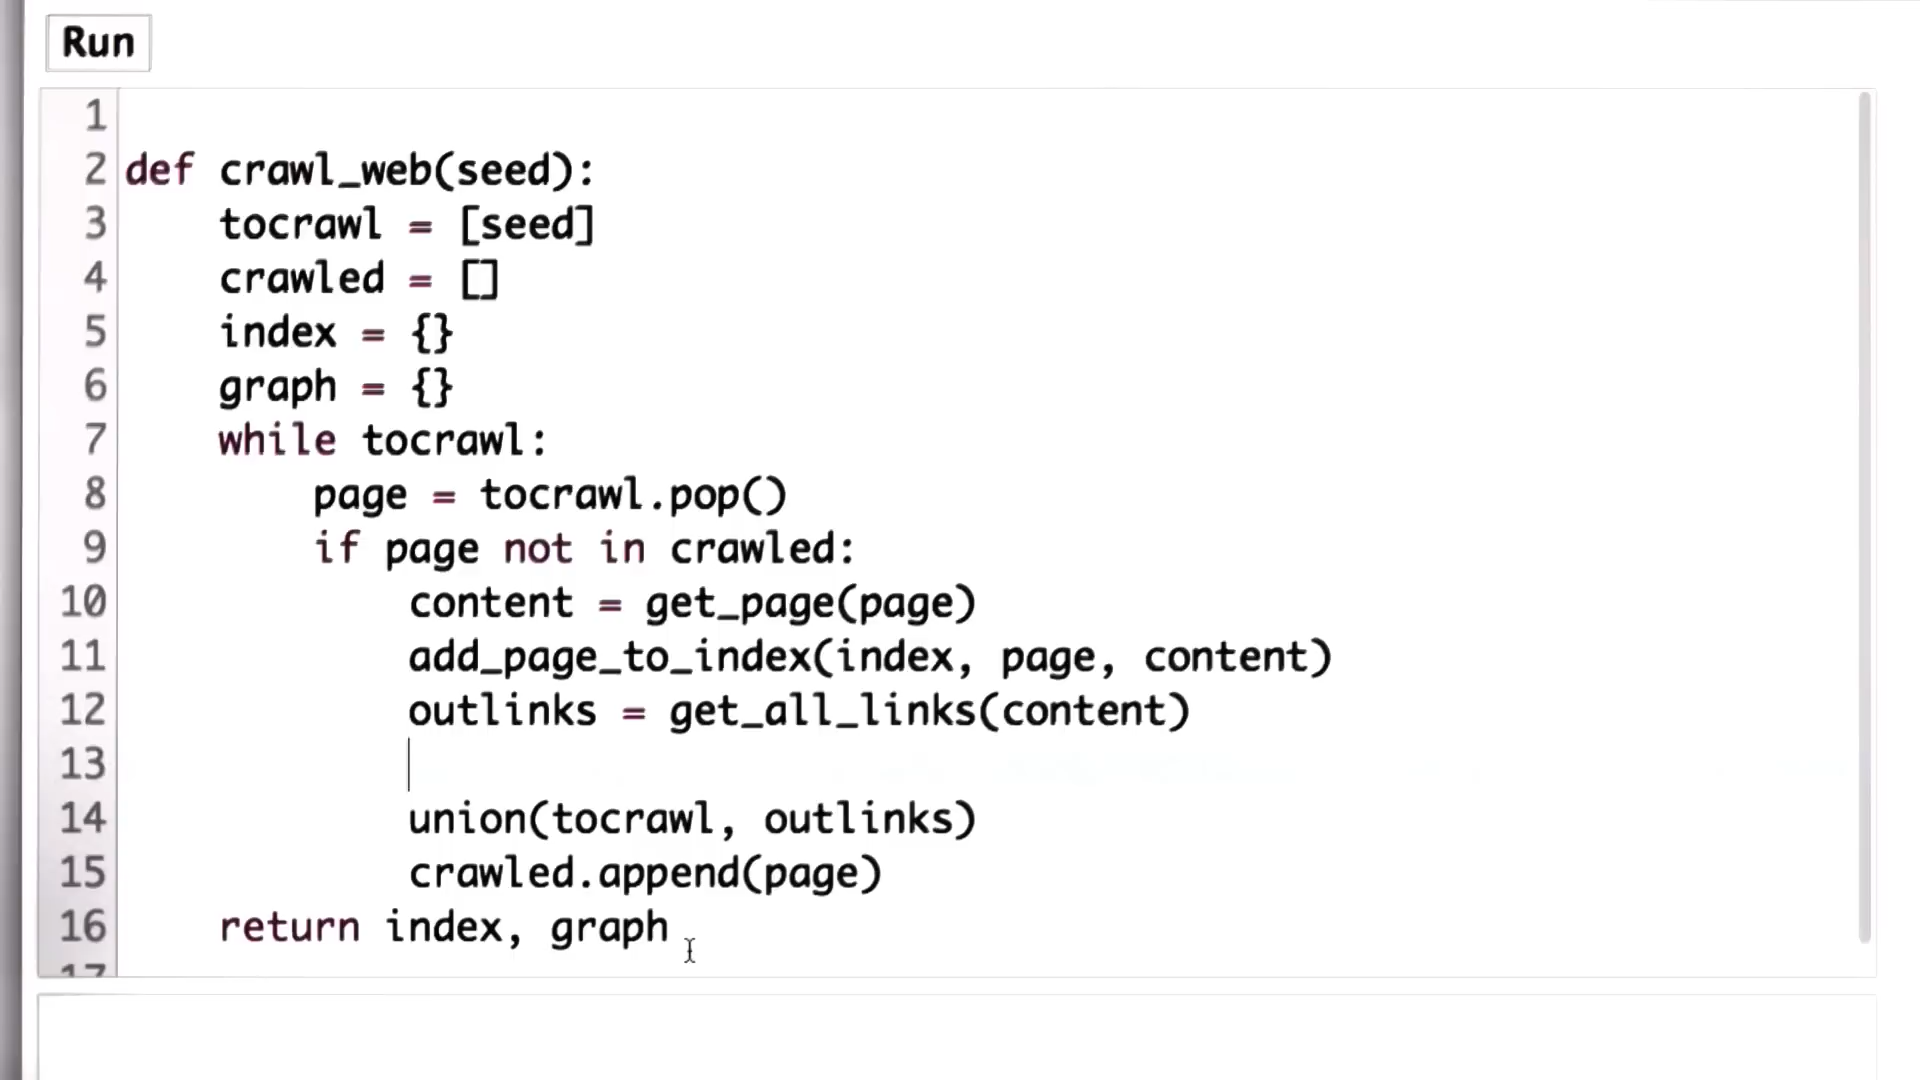 Run
1
2 def crawl_web(seed):
3     tocrawl = [seed]
4     crawled = []
5     index = {}
6     graph = {}
7     while tocrawl:
8         page = tocrawl.pop()
9         if page not in crawled:
10             content = get_page(page)
11             add_page_to_index(index, page, content)
12             outlinks = get_all_links(content)
13
14             union(tocrawl, outlinks)
15             crawled.append(page)
16     return index, graph
17